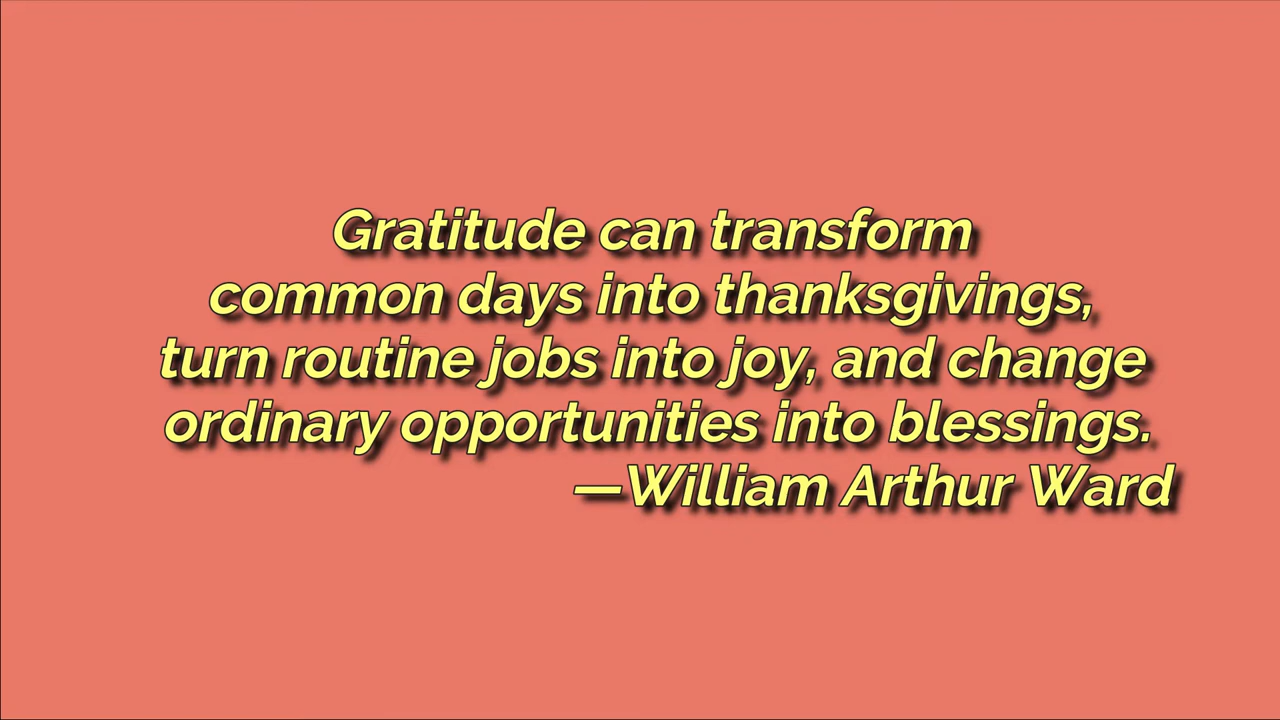 Gratitude can transform
common days into thanksgivings,
turn routine jobs into joy, and change
ordinary opportunities into blessings.
—William Arthur Ward